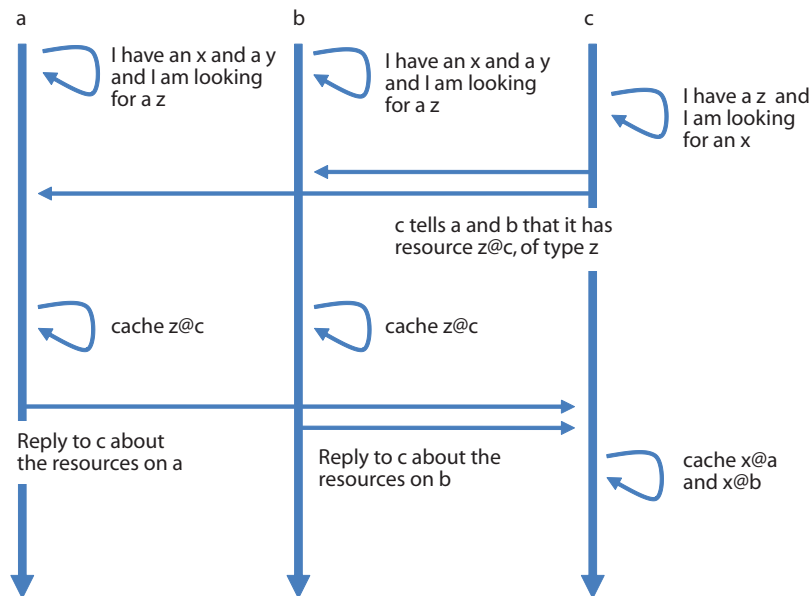 a
b
c
I have an x and a y
and I am looking
for a z
I have an x and a y
and I am looking
for a z
I have a z and
I am looking
for an x
c tells a and b that it has
resource z@c, of type z
cache z@c
cache z@c
Reply to c about
the resources on a
Reply to c about the
resources on b
cache x@a
and x@b